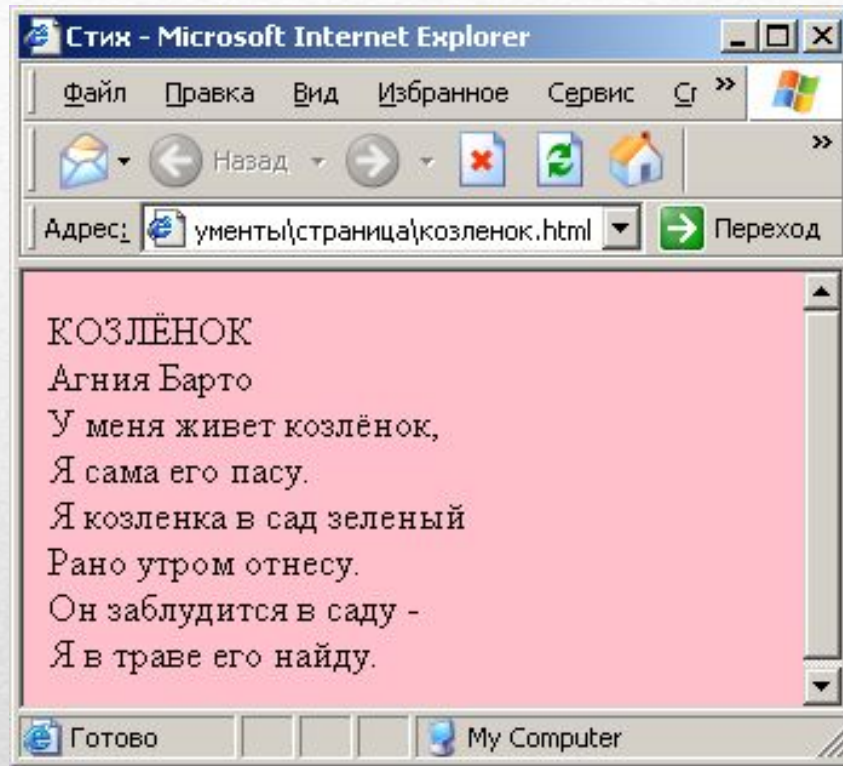 Стих - Microsoft Internet Explorer
Файл Правка Вид Избранное Сервис »
Назад »
Адрес: ументы\страница\козленок.html Переход
КОЗЛЁНОК
Агния Барто
У меня живет козлёнок,
Я сама его пасу.
Я козленка в сад зеленый
Рано утром отнесу.
Он заблудится в саду -
Я в траве его найду.
Готово My Computer